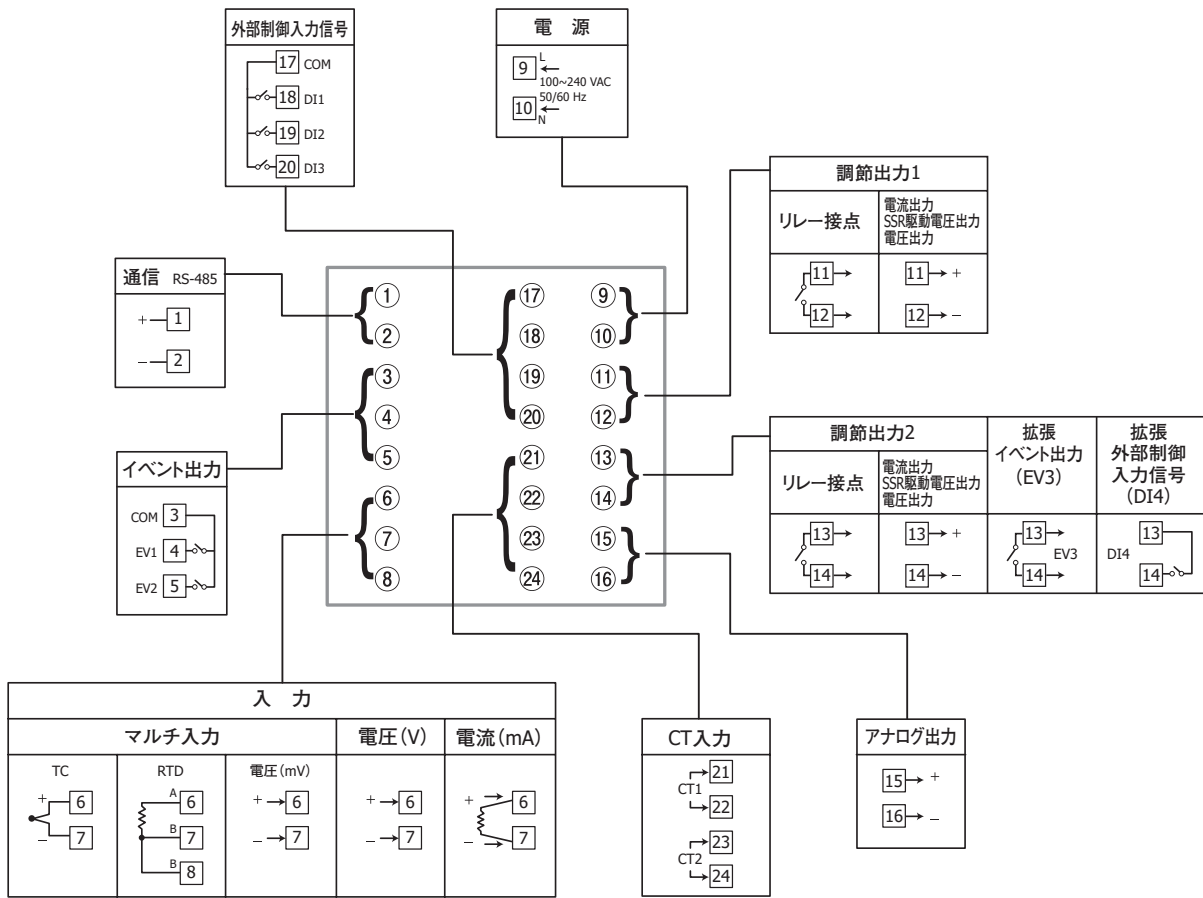 外部制御入力信号
17 COM
18 DI1
19 DI2
20 DI3
電 源
9 L
100~240 VAC
50/60 Hz
10 N
調節出力1
リレー接点
電流出力
SSR駆動電圧出力
電圧出力
11 11 +
12 12 −
通信 RS-485
+ 1
− 2
① ⑰ ⑨
② ⑱ ⑩
③ ⑲ ⑪
④ ⑳ ⑫
⑤ ㉑ ⑬
⑥ ㉒ ⑭
⑦ ㉓ ⑮
⑧ ㉔ ⑯
イベント出力
COM 3
EV1 4
EV2 5
調節出力2
リレー接点
電流出力
SSR駆動電圧出力
電圧出力
拡張
イベント出力
(EV3)
拡張
外部制御
入力信号
(DI4)
13 13 + 13 EV3 13
14 14 − 14 DI4 14
入 力
マルチ入力 電圧(V) 電流(mA)
TC RTD 電圧(mV)
+ 6 A 6 + 6 + 6 + 6
− 7 B 7 − 7 − 7 − 7
B 8
CT入力
21
CT1
22
23
CT2
24
アナログ出力
15 +
16 −